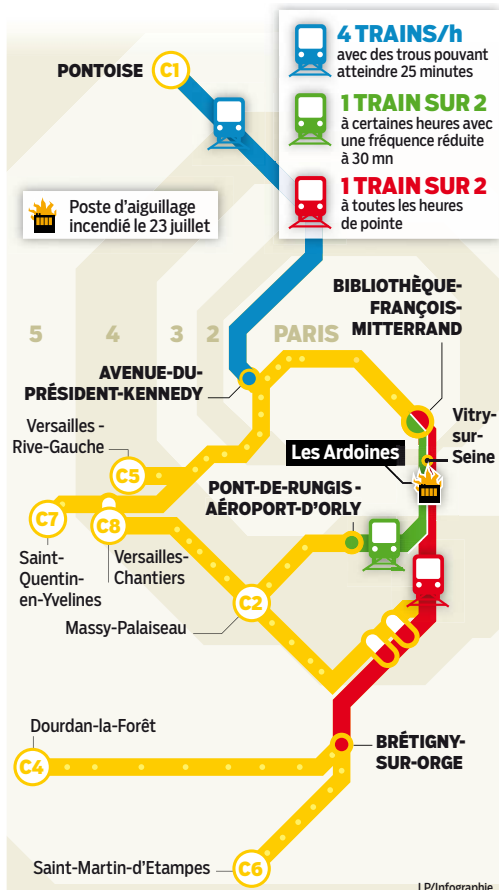 4 TRAINS/h
avec des trous pouvant
atteindre 25 minutes
1 TRAIN SUR 2
à certaines heures avec
une fréquence réduite
à 30 mn
1 TRAIN SUR 2
à toutes les heures
de pointe
PONTOISE
C1
Poste d'aiguillage
incendié le 23 juillet
BIBLIOTHÈQUE-
FRANÇOIS-
MITTERRAND
5
4
3
2
PARIS
AVENUE-DU-
PRÉSIDENT-KENNEDY
Vitry-
sur-
Seine
Versailles -
Rive-Gauche
C5
Les Ardoines
PONT-DE-RUNGIS -
AÉROPORT-D'ORLY
C7
C8
Saint-
Quentin-
en-Yvelines
Versailles-
Chantiers
C2
Massy-Palaiseau
Dourdan-la-Forêt
C4
BRÉTIGNY-
SUR-ORGE
Saint-Martin-d'Etampes
C6
LP/Infographie